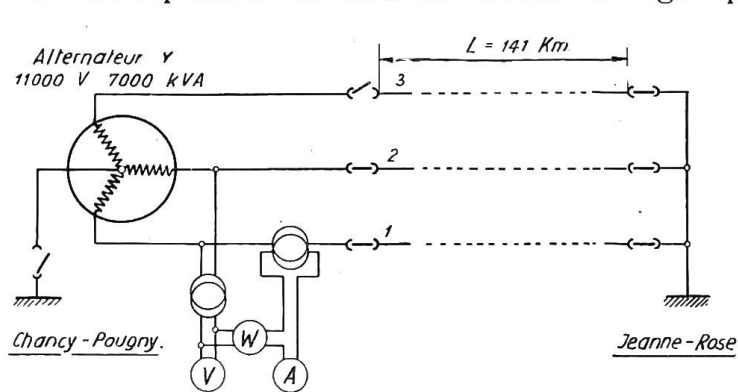 Alternateur Y
11000 V 7000 kVA
L = 141 Km.
3
2
1
Chancy-Pougny.
W
V
A
Jeanne-Rose